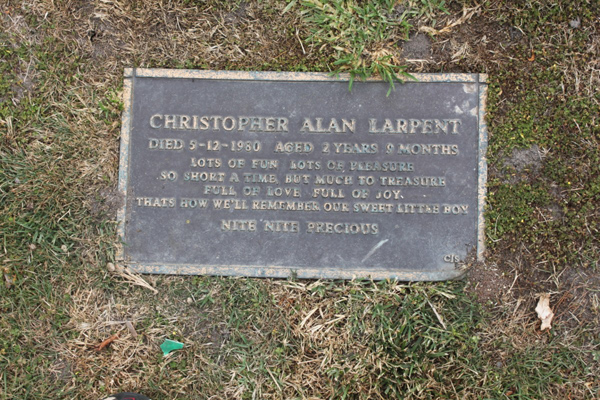 CHRISTOPHER ALAN LARPENT
DIED 5-12-1980 AGED 2 YEARS 9 MONTHS
LOTS OF FUN LOTS OF PLEASURE
SO SHORT A TIME, BUT MUCH TO TREASURE
FULL OF LOVE FULL OF JOY.
THATS HOW WE'LL REMEMBER OUR SWEET LITTLE BOY
NITE NITE PRECIOUS